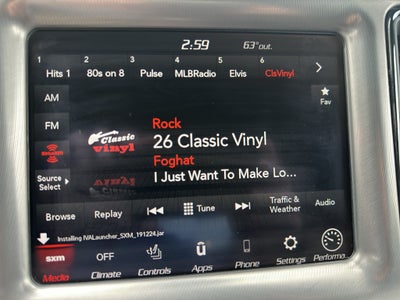 2:59 63° out.
1 2 3 4 5 6
Hits 1 80s on 8 Pulse MLBRadio Elvis ClsVinyl
AM
Fav
FM
Rock
Classic vinyl
26 Classic Vinyl
siriusxm
Foghat
Source Select
I Just Want To Make Lo...
Browse Replay Tune Traffic & Weather Audio
Installing IVALauncher_SXM_191224.jar
sxm OFF
Media Climate Controls Apps Phone Settings Performa..